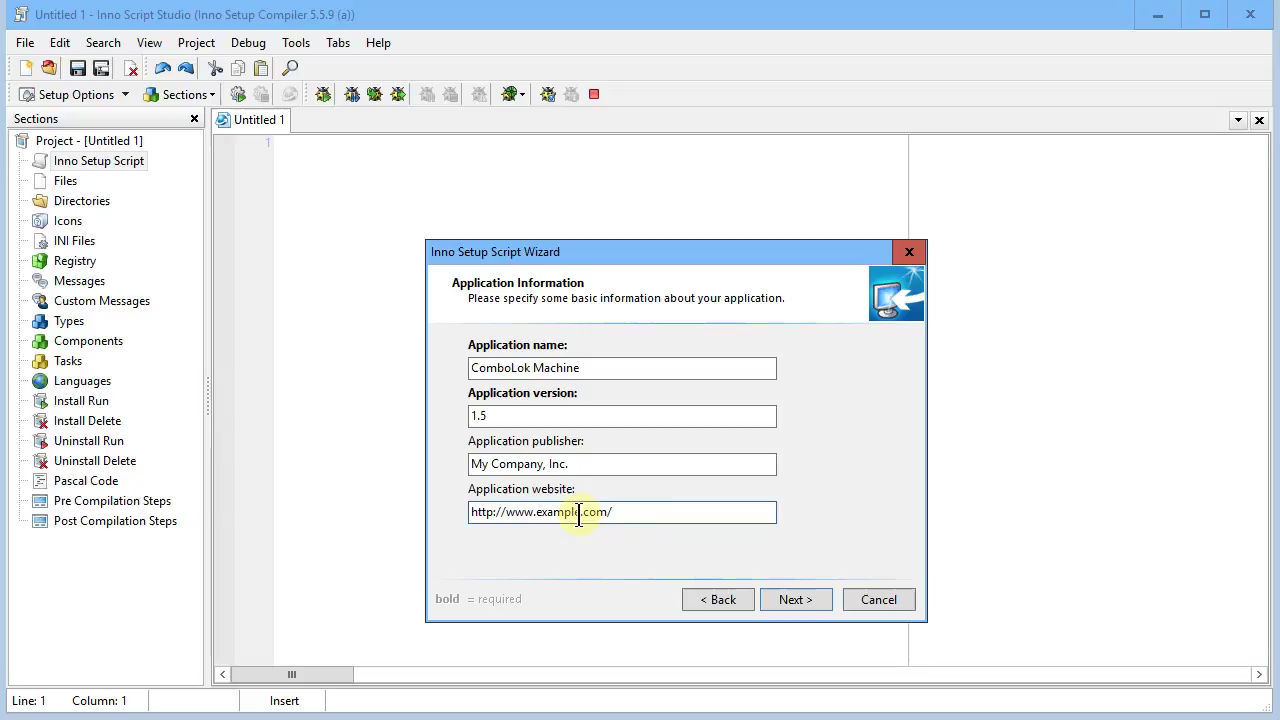 Untitled 1 - Inno Script Studio (Inno Setup Compiler 5.5.9 (a))
File Edit Search View Project Debug Tools Tabs Help
Setup Options Sections
Sections
Untitled 1
Project - [Untitled 1]
1
Inno Setup Script
Files
Directories
Icons
INI Files
Registry
Messages
Custom Messages
Types
Components
Tasks
Languages
Install Run
Install Delete
Uninstall Run
Uninstall Delete
Pascal Code
Pre Compilation Steps
Post Compilation Steps
Inno Setup Script Wizard
Application Information
Please specify some basic information about your application.
Application name:
ComboLok Machine
Application version:
1.5
Application publisher:
My Company, Inc.
Application website:
http://www.example.com/
bold = required
< Back Next > Cancel
Line: 1 Column: 1 Insert